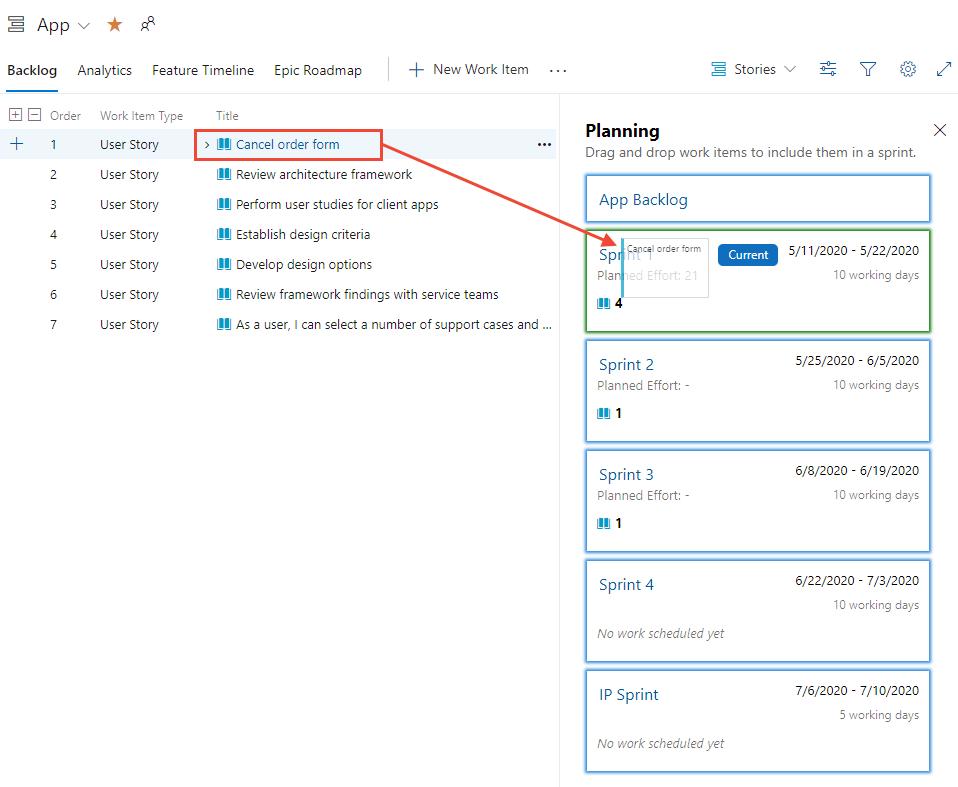 App
Backlog Analytics Feature Timeline Epic Roadmap New Work Item ... Stories
Order Work Item Type Title
1 User Story Cancel order form ...
2 User Story Review architecture framework
3 User Story Perform user studies for client apps
4 User Story Establish design criteria
5 User Story Develop design options
6 User Story Review framework findings with service teams
7 User Story As a user, I can select a number of support cases and ...
Planning
Drag and drop work items to include them in a sprint.
App Backlog
Sprint 1 Current 5/11/2020 - 5/22/2020
Cancel order form
Planned Effort: 21 10 working days
4
Sprint 2 5/25/2020 - 6/5/2020
Planned Effort: - 10 working days
1
Sprint 3 6/8/2020 - 6/19/2020
Planned Effort: - 10 working days
1
Sprint 4 6/22/2020 - 7/3/2020
10 working days
No work scheduled yet
IP Sprint 7/6/2020 - 7/10/2020
5 working days
No work scheduled yet